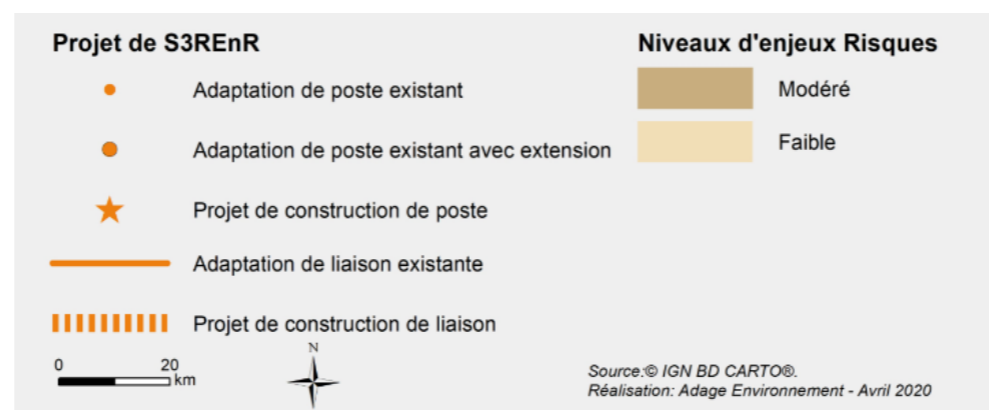 Projet de S3REnR
Adaptation de poste existant
Adaptation de poste existant avec extension
Projet de construction de poste
Adaptation de liaison existante
Projet de construction de liaison
0 20
km
N
Niveaux d'enjeux Risques
Modéré
Faible
Source:© IGN BD CARTO®.
Réalisation: Adage Environnement - Avril 2020